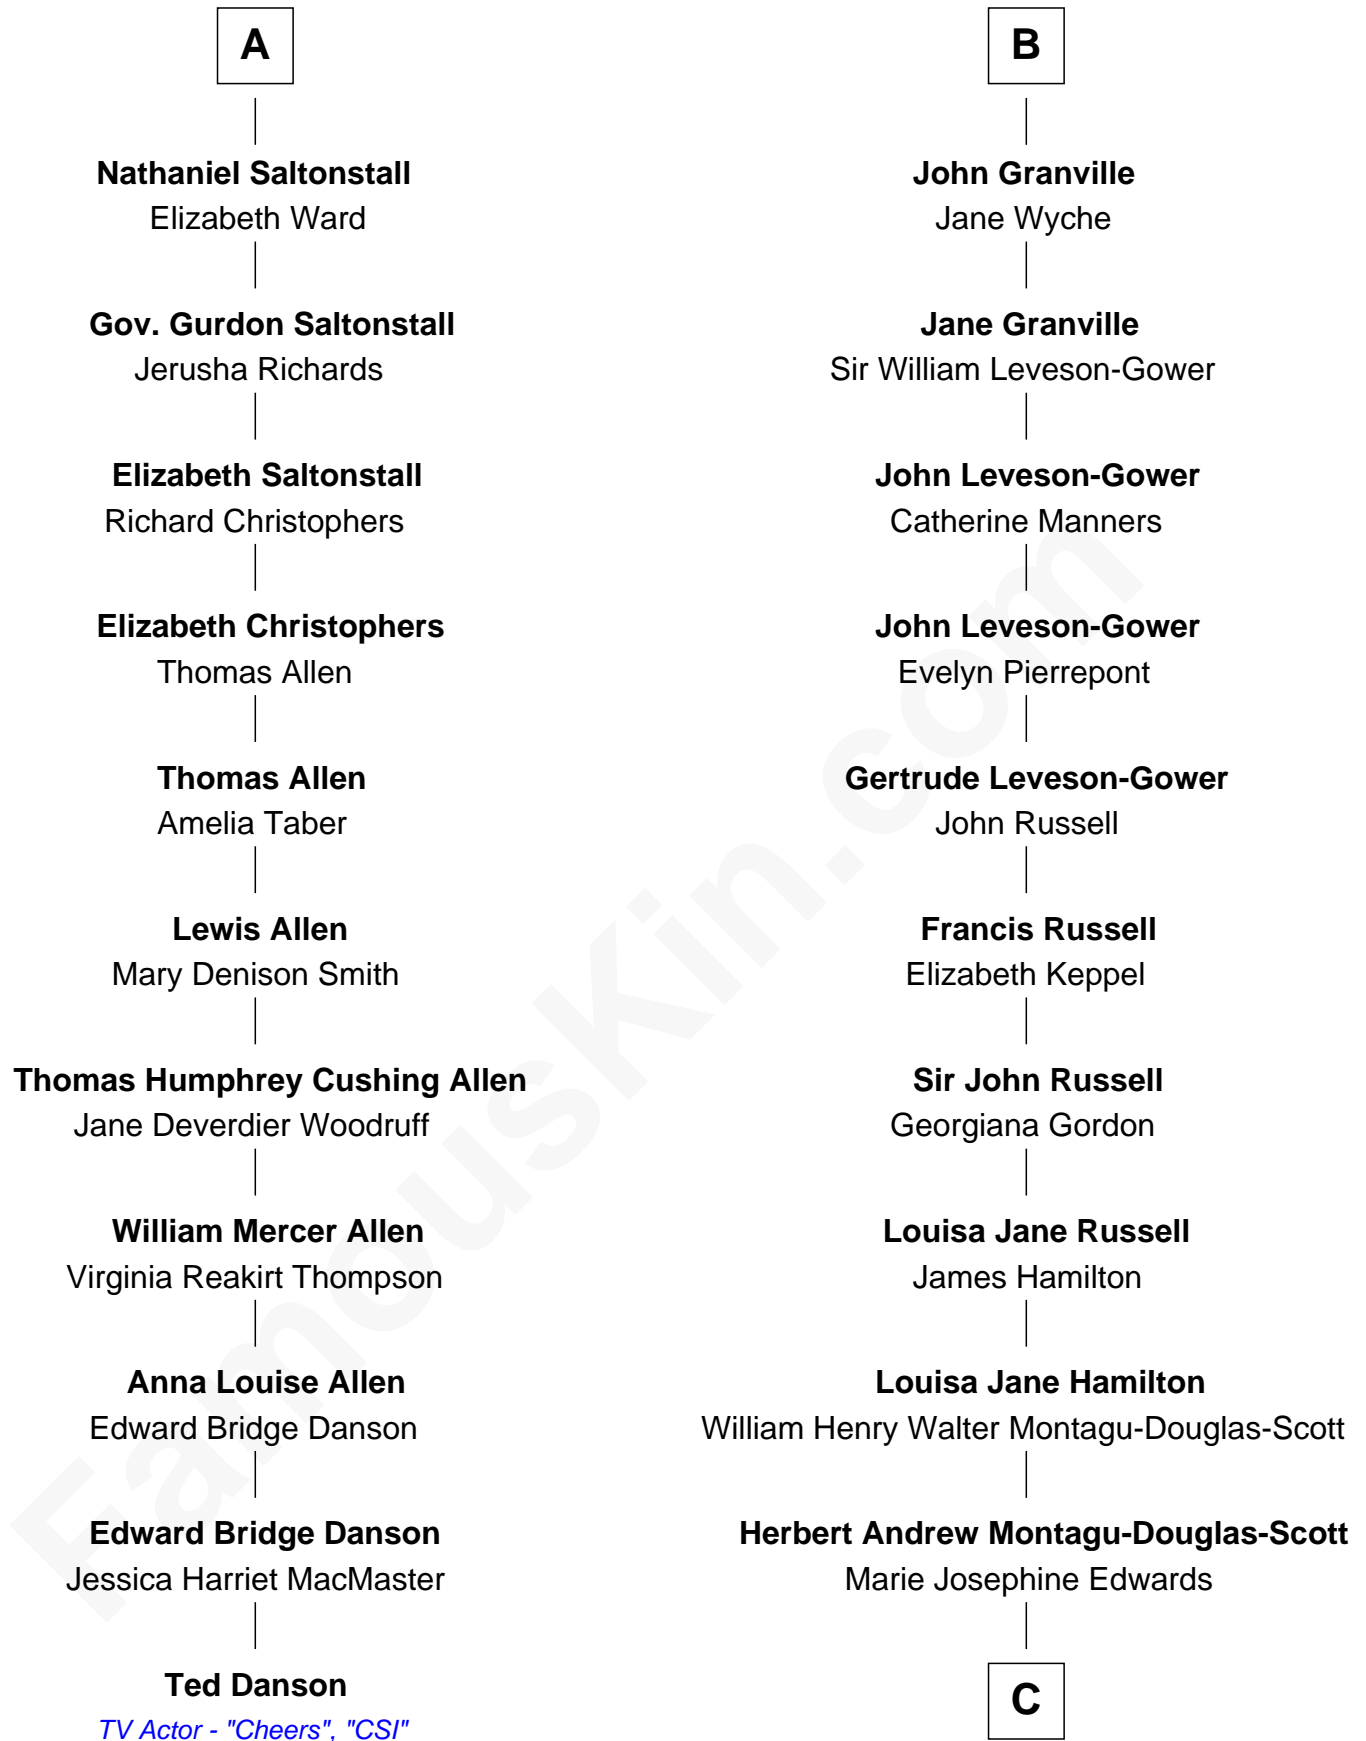 A
Nathaniel Saltonstall
Elizabeth Ward
Gov. Gurdon Saltonstall
Jerusha Richards
Elizabeth Saltonstall
Richard Christophers
Elizabeth Christophers
Thomas Allen
Thomas Allen
Amelia Taber
Lewis Allen
Mary Denison Smith
Thomas Humphrey Cushing Allen
Jane Deverdier Woodruff
William Mercer Allen
Virginia Reakirt Thompson
Anna Louise Allen
Edward Bridge Danson
Edward Bridge Danson
Jessica Harriet MacMaster
Ted Danson
TV Actor - "Cheers", "CSI"
B
John Granville
Jane Wyche
Jane Granville
Sir William Leveson-Gower
John Leveson-Gower
Catherine Manners
John Leveson-Gower
Evelyn Pierrepont
Gertrude Leveson-Gower
John Russell
Francis Russell
Elizabeth Keppel
Sir John Russell
Georgiana Gordon
Louisa Jane Russell
James Hamilton
Louisa Jane Hamilton
William Henry Walter Montagu-Douglas-Scott
Herbert Andrew Montagu-Douglas-Scott
Marie Josephine Edwards
C
FamousKin.com